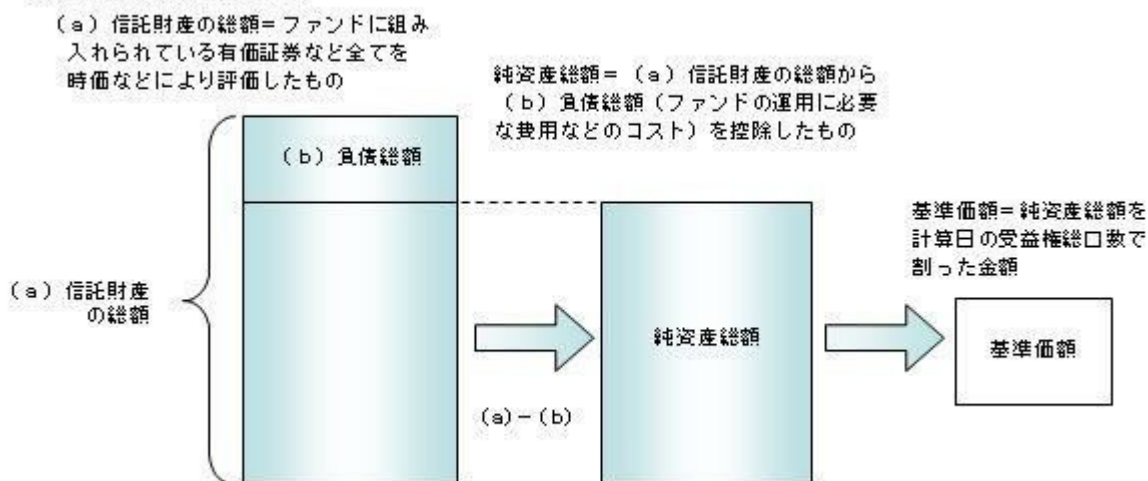 (a)信託財産の総額=ファンドに組み
入れられている有価証券など全てを
時価などにより評価したもの
純資産総額=(a)信託財産の総額から
(b)負債総額(ファンドの運用に必要
な費用などのコスト)を控除したもの
(b)負債総額
基準価額=純資産総額を
計算日の受益権総口数で
割った金額
(a)信託財産
の総額
純資産総額
基準価額
(a)-(b)